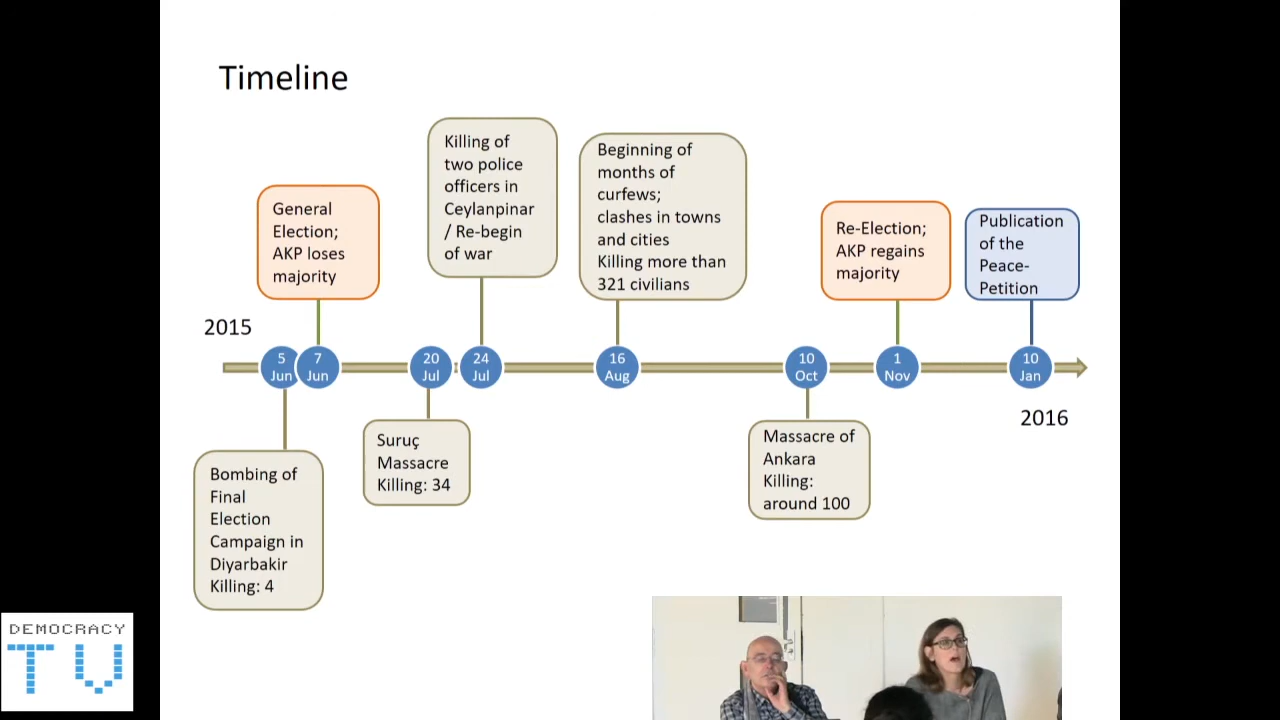 Timeline
Killing of
two police
officers in
Ceylanpinar
/ Re-begin
of war
Beginning of
months of
curfews;
clashes in towns
and cities
Killing more than
321 civilians
General
Election;
AKP loses
majority
Re-Election;
AKP regains
majority
Publication
of the
Peace-
Petition
2015
5
Jun
7
Jun
20
Jul
24
Jul
16
Aug
10
Oct
1
Nov
10
Jan
2016
Suruç
Massacre
Killing: 34
Massacre of
Ankara
Killing:
around 100
Bombing of
Final
Election
Campaign in
Diyarbakir
Killing: 4
DEMOCRACY
TV